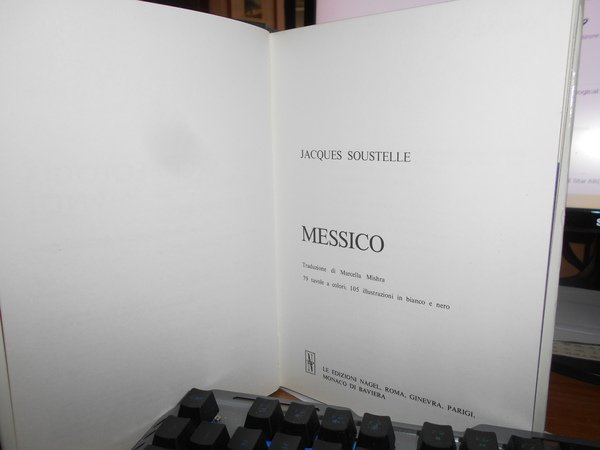 JACQUES SOUSTELLE
MESSICO
Traduzione di Marcella Mishra
79 tavole a colori; 105 illustrazioni in bianco e nero
LE EDIZIONI NAGEL, ROMA, GINEVRA, PARIGI,
MONACO DI BAVIERA